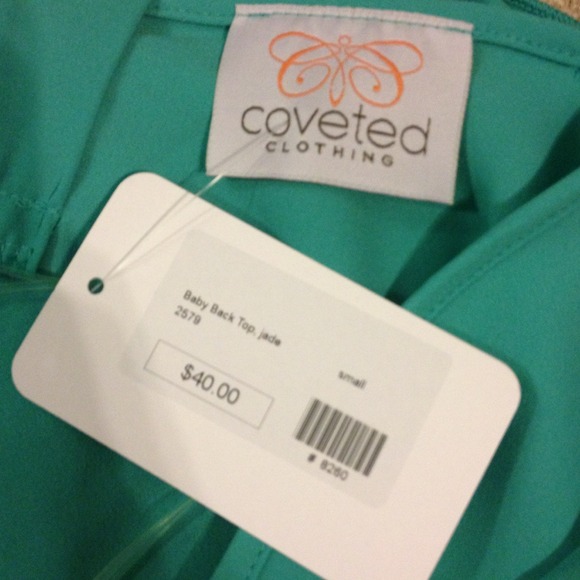 coveted
CLOTHING
Baby Back Top, jade
2579
small
$40.00
# 8260